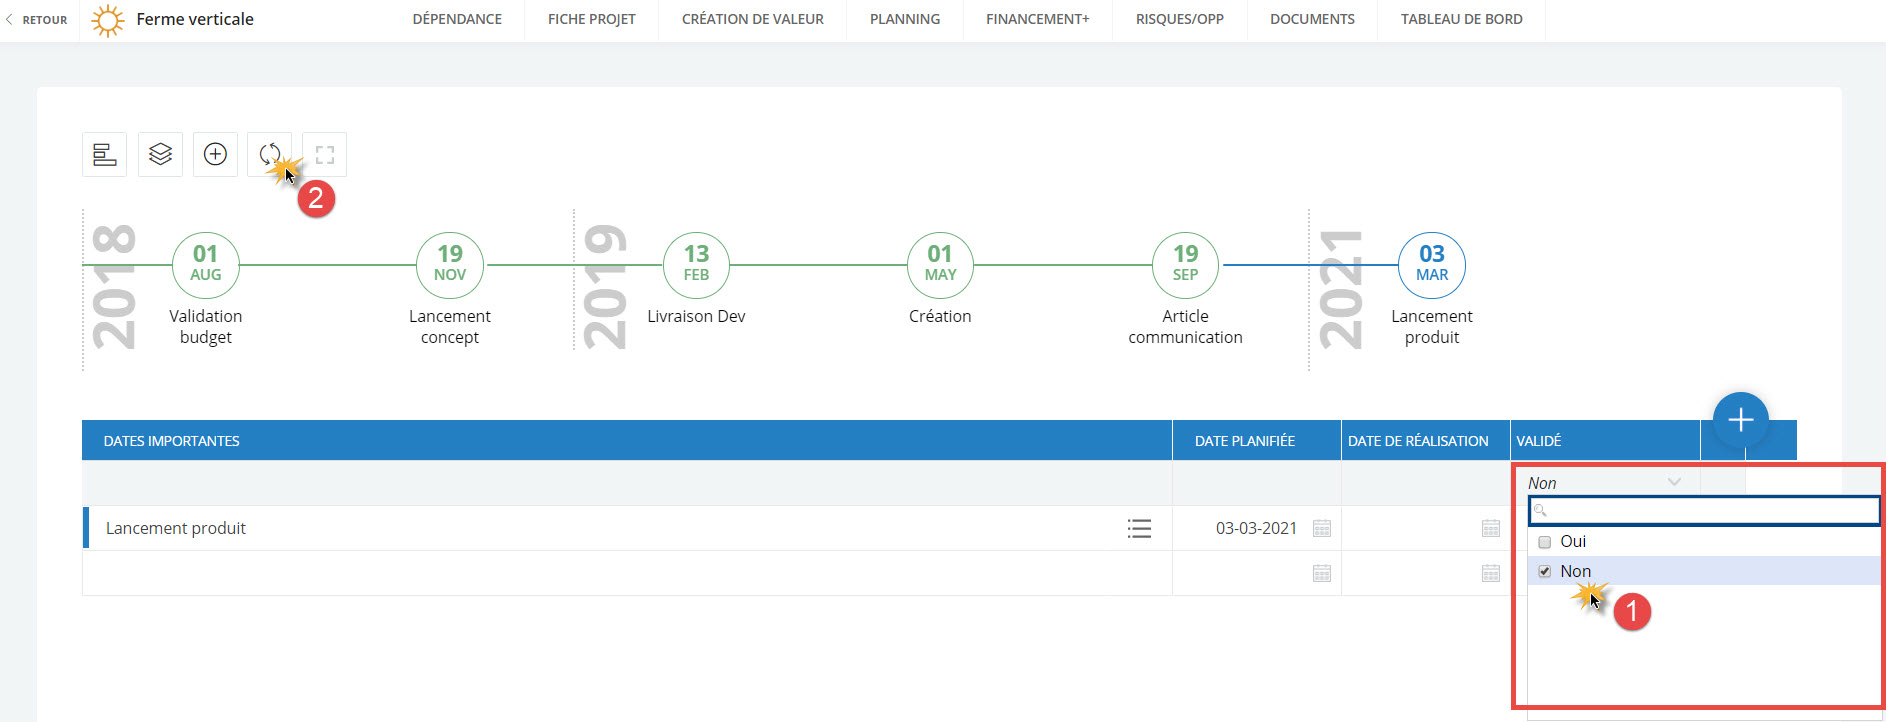 RETOUR
Ferme verticale
DÉPENDANCE
FICHE PROJET
CRÉATION DE VALEUR
PLANNING
FINANCEMENT+
RISQUES/OPP
DOCUMENTS
TABLEAU DE BORD
2
2018
01
AUG
Validation
budget
19
NOV
Lancement
concept
2019
13
FEB
Livraison Dev
01
MAY
Création
19
SEP
Article
communication
2021
03
MAR
Lancement
produit
DATES IMPORTANTES
DATE PLANIFIÉE
DATE DE RÉALISATION
VALIDÉ
Non
Lancement produit
03-03-2021
Oui
Non
1